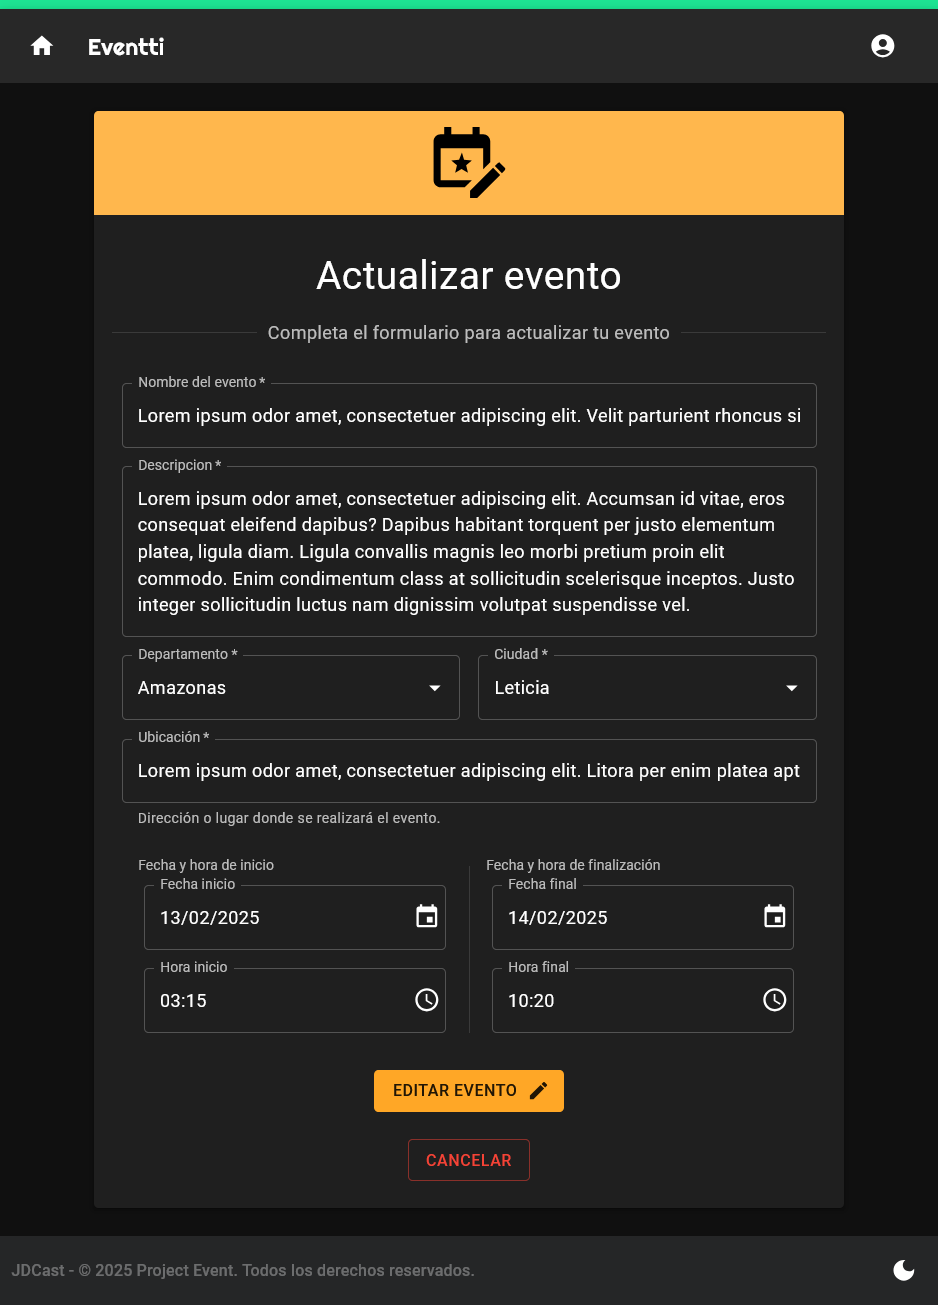 Eventti
Actualizar evento
Completa el formulario para actualizar tu evento
Nombre del evento *
Lorem ipsum odor amet, consectetuer adipiscing elit. Velit parturient rhoncus si
Descripcion *
Lorem ipsum odor amet, consectetuer adipiscing elit. Accumsan id vitae, eros
consequat eleifend dapibus? Dapibus habitant torquent per justo elementum
platea, ligula diam. Ligula convallis magnis leo morbi pretium proin elit
commodo. Enim condimentum class at sollicitudin scelerisque inceptos. Justo
integer sollicitudin luctus nam dignissim volutpat suspendisse vel.
Departamento *
Amazonas
Ciudad *
Leticia
Ubicación *
Lorem ipsum odor amet, consectetuer adipiscing elit. Litora per enim platea apt
Dirección o lugar donde se realizará el evento.
Fecha y hora de inicio
Fecha inicio
13/02/2025
Hora inicio
03:15
Fecha y hora de finalización
Fecha final
14/02/2025
Hora final
10:20
EDITAR EVENTO
CANCELAR
JDCast - © 2025 Project Event. Todos los derechos reservados.